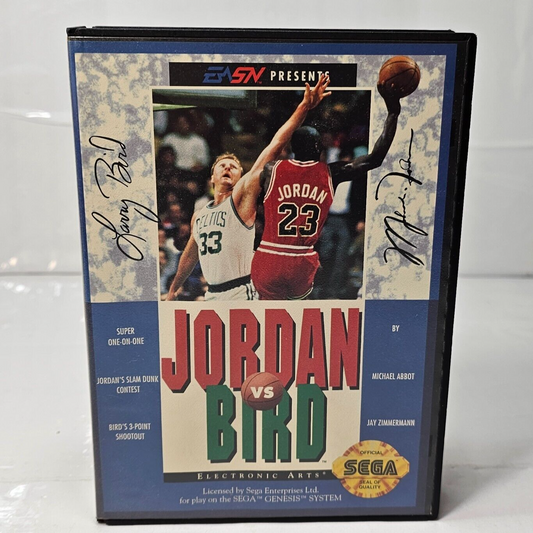 EASN PRESENTS
Larry Bird
CELTICS
33
JORDAN
23
JORDAN
VS
BIRD
™
SUPER
ONE-ON-ONE
JORDAN'S SLAM DUNK
CONTEST
BIRD'S 3-POINT
SHOOTOUT
BY
MICHAEL ABBOT
JAY ZIMMERMANN
ELECTRONIC ARTS®
Licensed by Sega Enterprises Ltd.
for play on the SEGA™ GENESIS™ SYSTEM
OFFICIAL
SEGA
SEAL OF
QUALITY